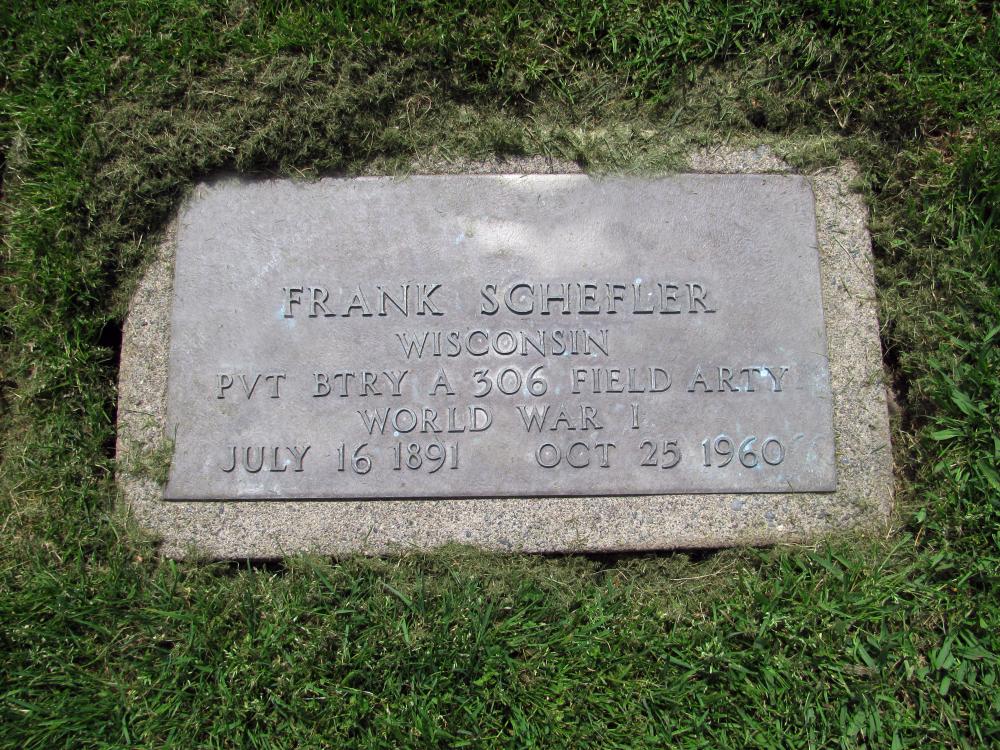 FRANK SCHEFLER
WISCONSIN
PVT BTRY A 306 FIELD ARTY
WORLD WAR I
JULY 16 1891 OCT 25 1960